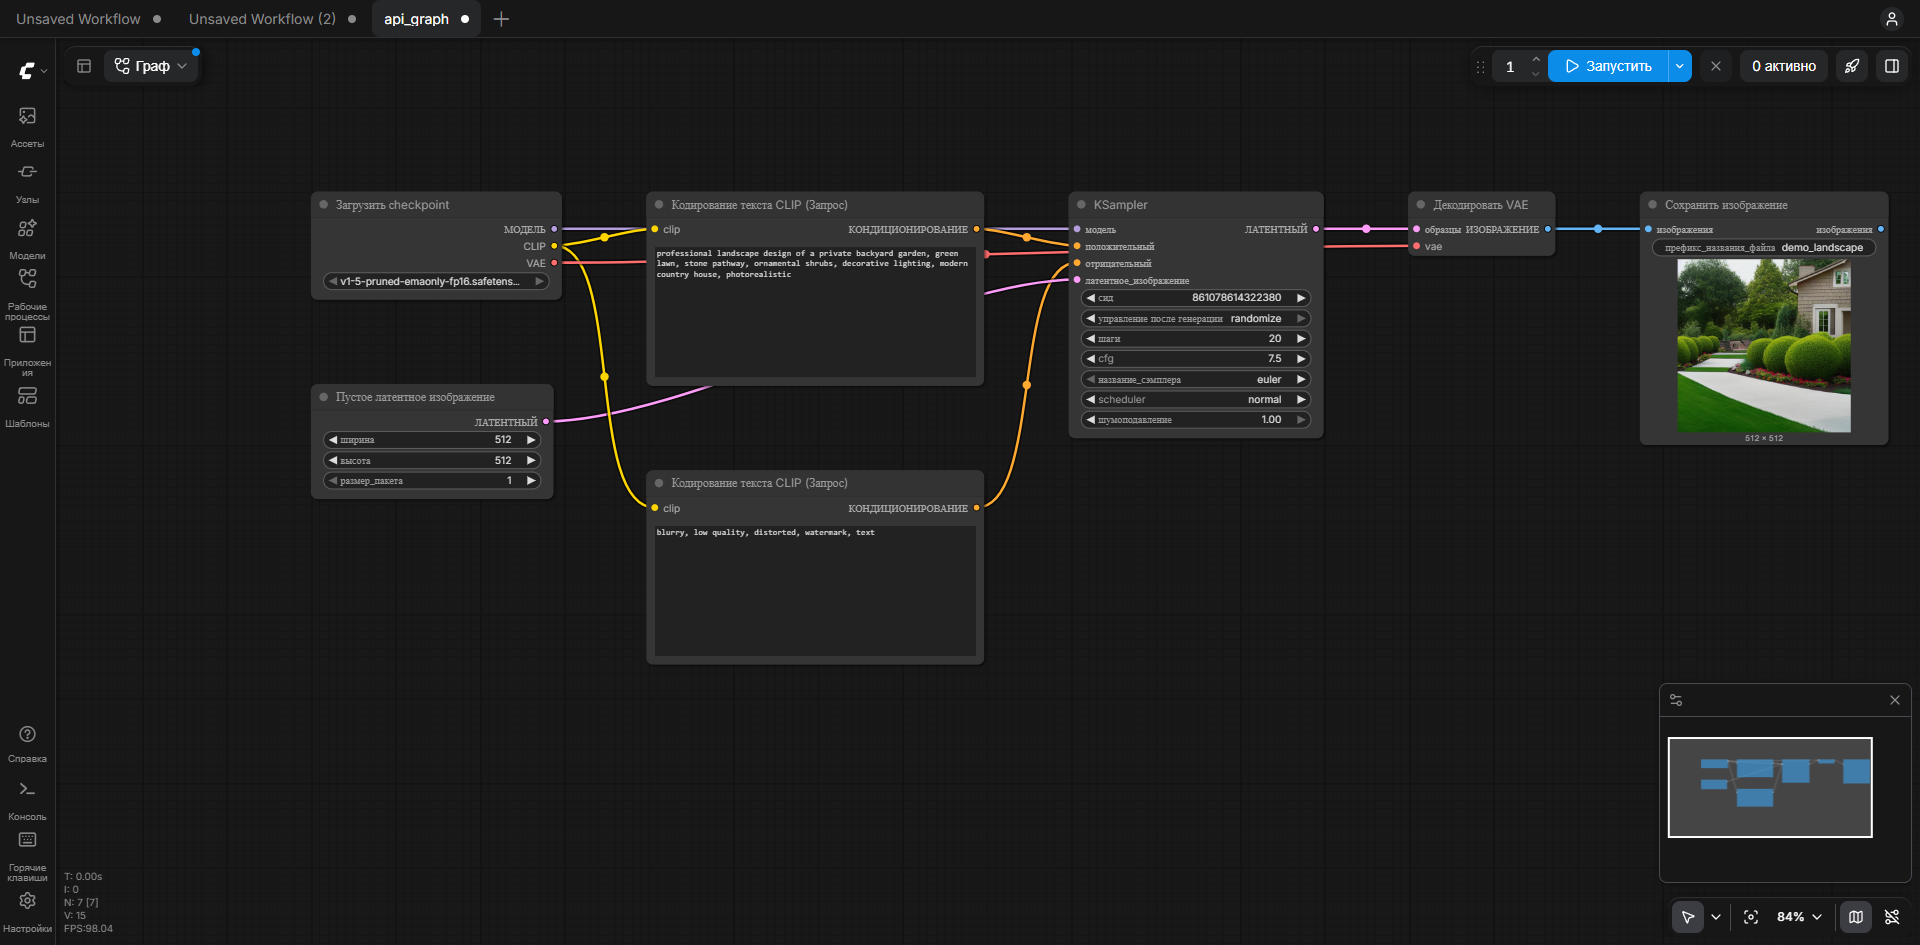 Unsaved Workflow
Unsaved Workflow (2)
api_graph
Граф
1
Запустить
0 активно
Ассеты
Узлы
Модели
Рабочие
процессы
Приложен
ия
Шаблоны
Справка
Консоль
Горячие
клавиши
Настройки
Загрузить checkpoint
МОДЕЛЬ
CLIP
VAE
v1-5-pruned-emaonly-fp16.safetens...
Пустое латентное изображение
ЛАТЕНТНЫЙ
ширина 512
высота 512
размер_пакета 1
Кодирование текста CLIP (Запрос)
clip КОНДИЦИОНИРОВАНИЕ
professional landscape design of a private backyard garden, green
lawn, stone pathway, ornamental shrubs, decorative lighting, modern
country house, photorealistic
Кодирование текста CLIP (Запрос)
clip КОНДИЦИОНИРОВАНИЕ
blurry, low quality, distorted, watermark, text
KSampler
модель ЛАТЕНТНЫЙ
положительный
отрицательный
латентное_изображение
сид 861078614322380
управление после генерации randomize
шаги 20
cfg 7.5
название_сэмплера euler
scheduler normal
шумоподавление 1.00
Декодировать VAE
образцы ИЗОБРАЖЕНИЕ
vae
Сохранить изображение
изображения изображения
префикс_названия_файла demo_landscape
512 × 512
T: 0.00s
I: 0
N: 7 [7]
V: 15
FPS:98.04
84%